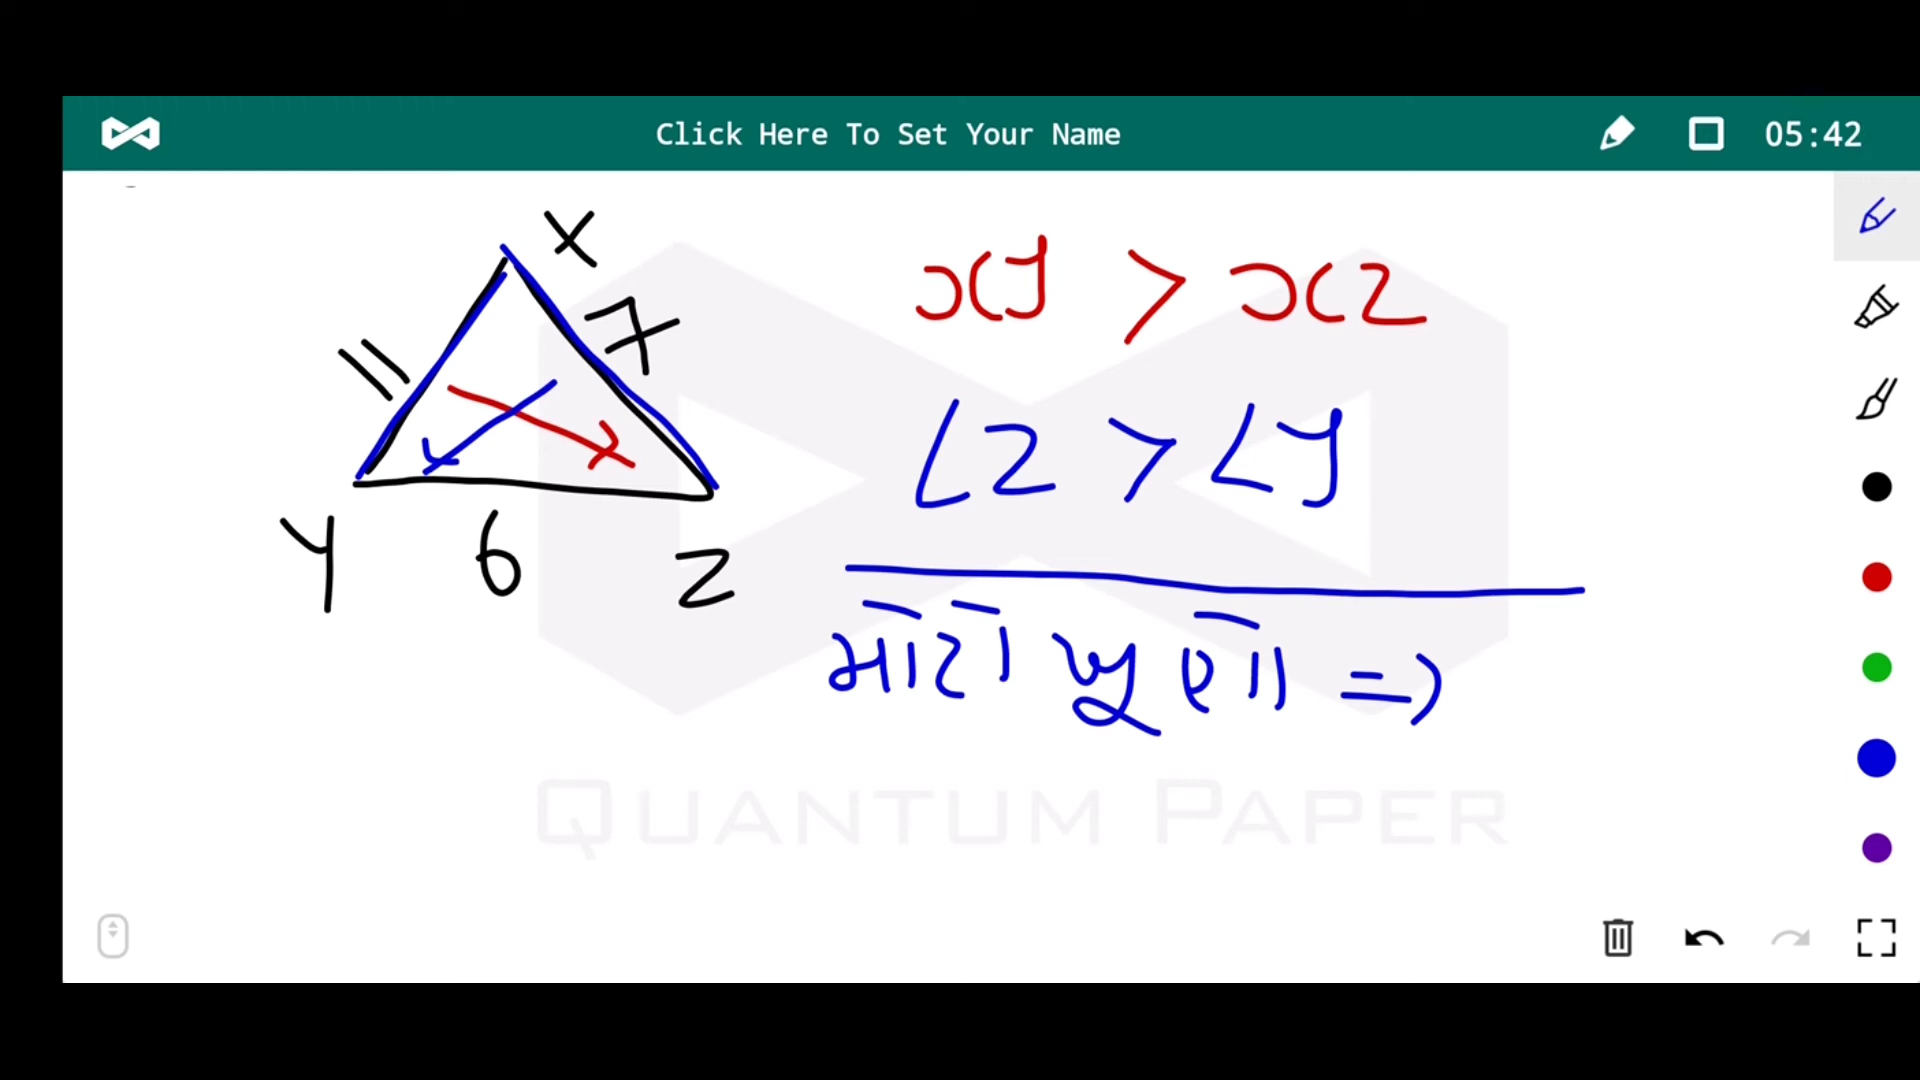 Click Here To Set Your Name
05:42
X
11
7
Y 6 Z
xy > xz
∠z > ∠y
=>
QUANTUM PAPER